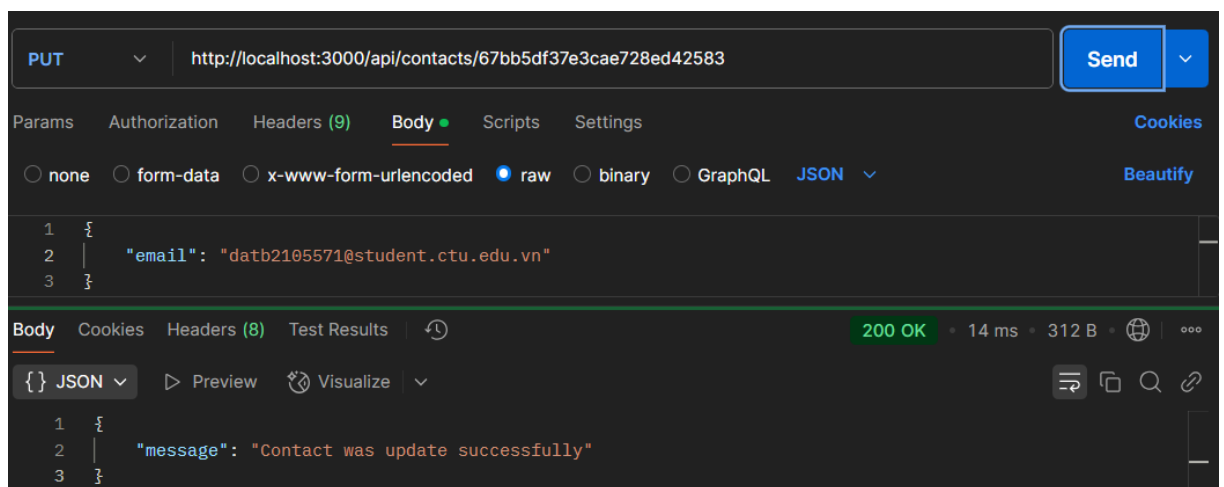 PUT http://localhost:3000/api/contacts/67bb5df37e3cae728ed42583 Send
Params Authorization Headers (9) Body Scripts Settings Cookies
none form-data x-www-form-urlencoded raw binary GraphQL JSON Beautify
1 {
2 "email": "datb2105571@student.ctu.edu.vn"
3 }
Body Cookies Headers (8) Test Results 200 OK 14 ms 312 B
{} JSON Preview Visualize
1 {
2 "message": "Contact was update successfully"
3 }